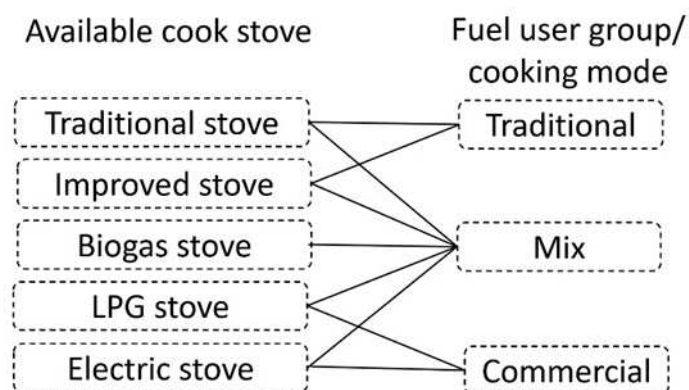 Available cook stove
Fuel user group/
cooking mode
Traditional stove
Traditional
Improved stove
Biogas stove
Mix
LPG stove
Electric stove
Commercial